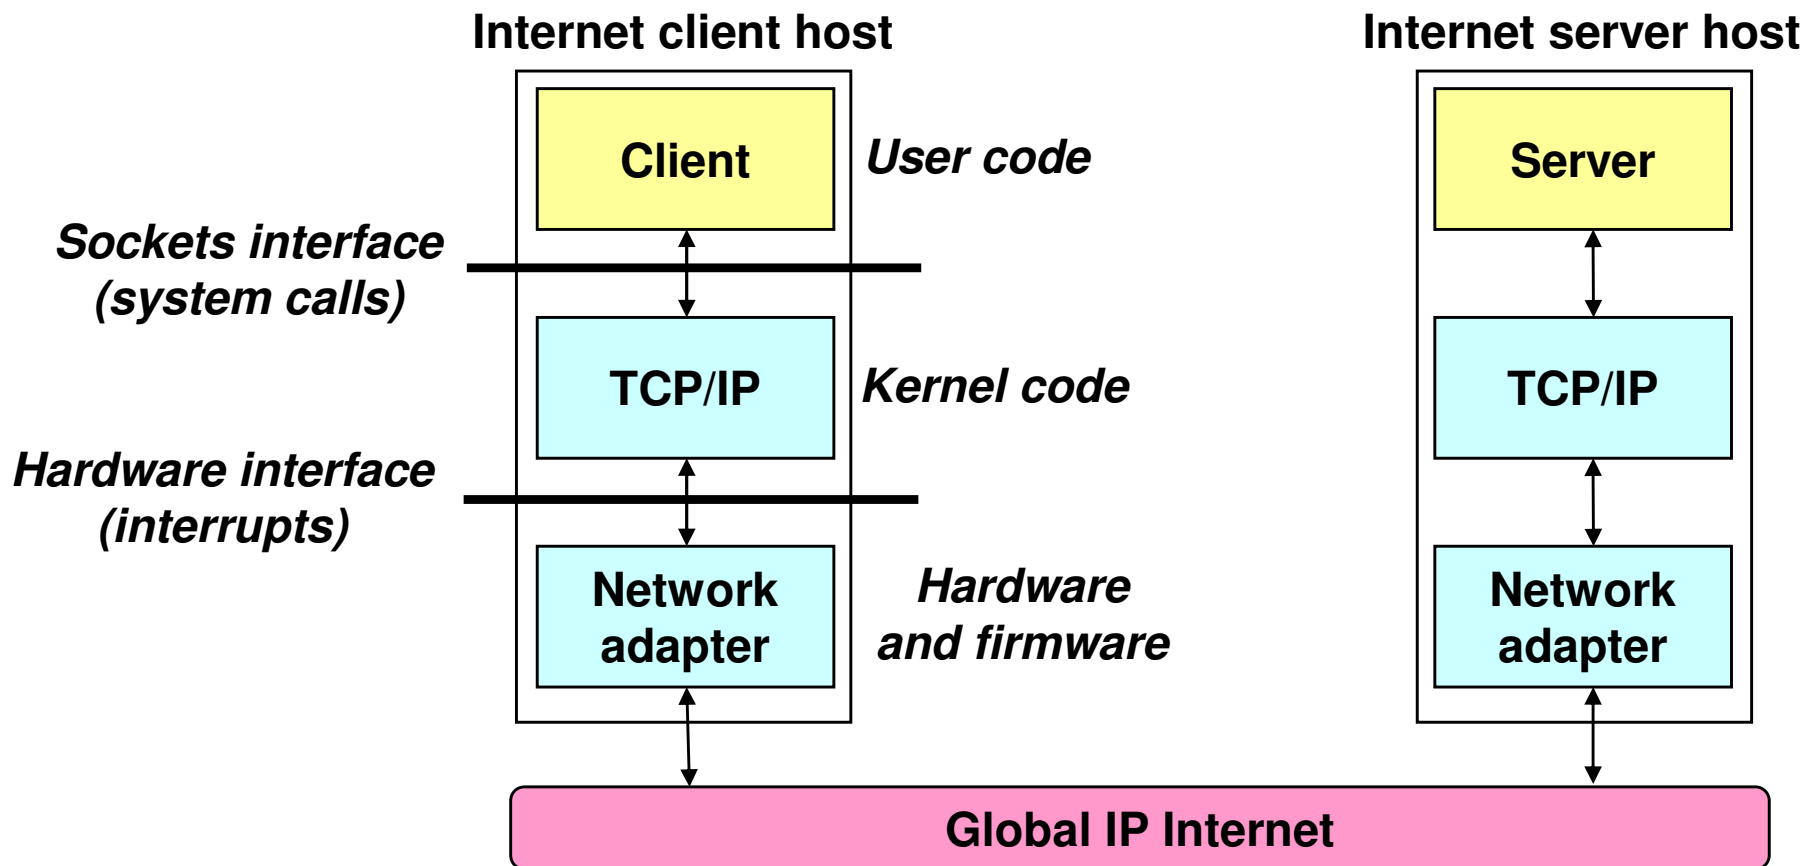 Internet client host
Internet server host
Client
User code
Server
Sockets interface
(system calls)
TCP/IP
Kernel code
TCP/IP
Hardware interface
(interrupts)
Network
adapter
Hardware
and firmware
Network
adapter
Global IP Internet